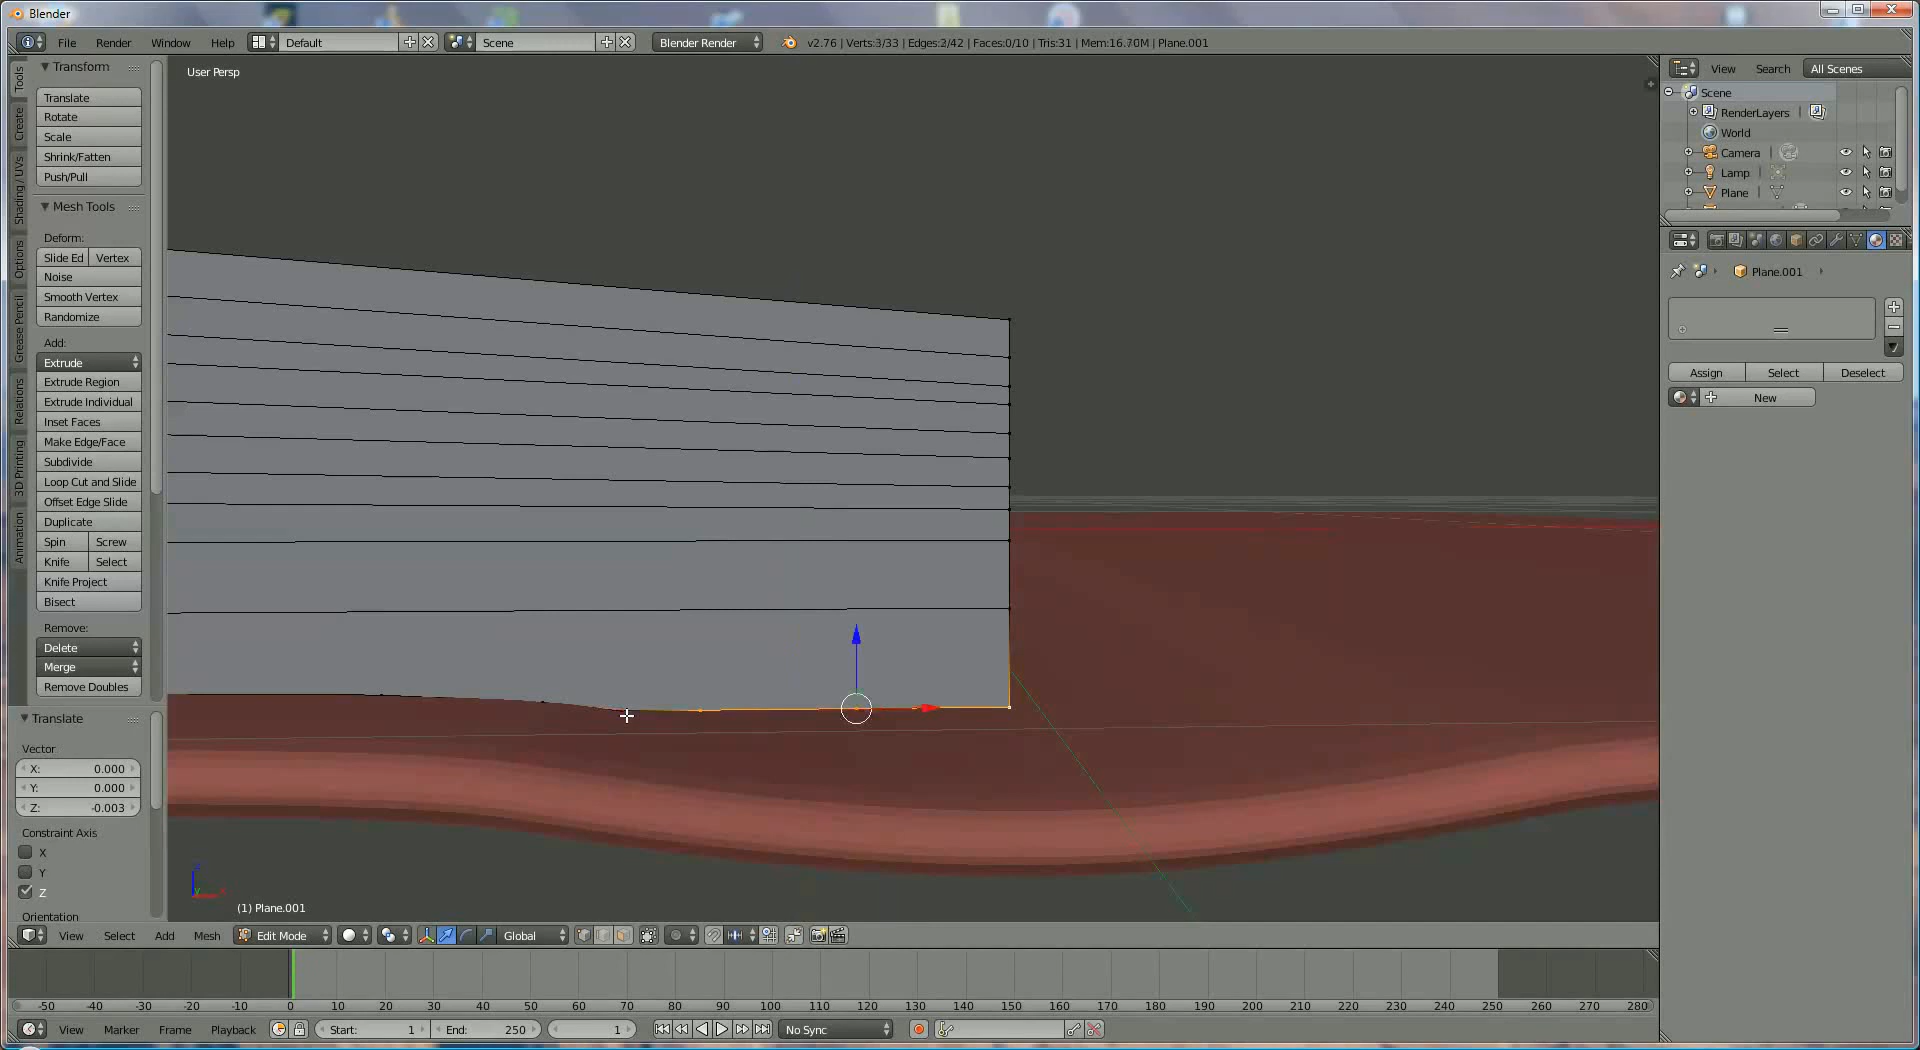 Blender
File Render Window Help Default Scene Blender Render v2.76 | Verts:3/33 | Edges:2/42 | Faces:0/10 | Tris:31 | Mem:16.70M | Plane.001
Tools
Create
Shading / UVs
Options
Grease Pencil
Relations
3D Printing
Animation
Transform
Translate
Rotate
Scale
Shrink/Fatten
Push/Pull
Mesh Tools
Deform:
Slide Ed Vertex
Noise
Smooth Vertex
Randomize
Add:
Extrude
Extrude Region
Extrude Individual
Inset Faces
Make Edge/Face
Subdivide
Loop Cut and Slide
Offset Edge Slide
Duplicate
Spin Screw
Knife Select
Knife Project
Bisect
Remove:
Delete
Merge
Remove Doubles
Translate
Vector
X: 0.000
Y: 0.000
Z: -0.003
Constraint Axis
X
Y
Z
Orientation
User Persp
(1) Plane.001
View Search All Scenes
Scene
RenderLayers
World
Camera
Lamp
Plane
Plane.001
Assign Select Deselect
New
View Select Add Mesh Edit Mode Global
-50 -40 -30 -20 -10 0 10 20 30 40 50 60 70 80 90 100 110 120 130 140 150 160 170 180 190 200 210 220 230 240 250 260 270 280
View Marker Frame Playback Start: 1 End: 250 1 No Sync